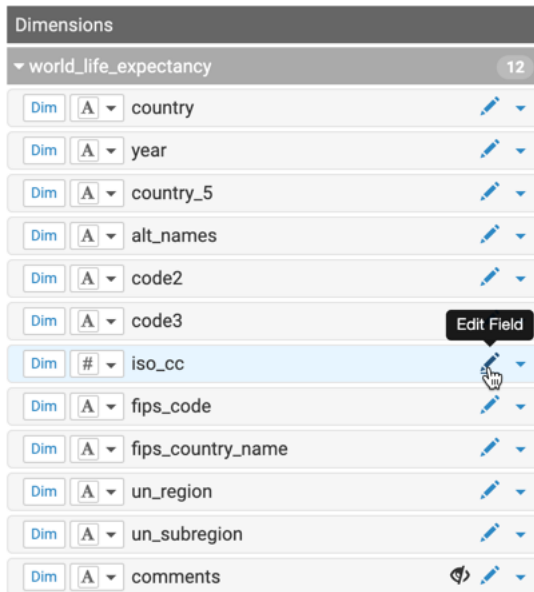 Dimensions
world_life_expectancy 12
Dim A country
Dim A year
Dim A country_5
Dim A alt_names
Dim A code2
Dim A code3
Edit Field
Dim # iso_cc
Dim A fips_code
Dim A fips_country_name
Dim A un_region
Dim A un_subregion
Dim A comments